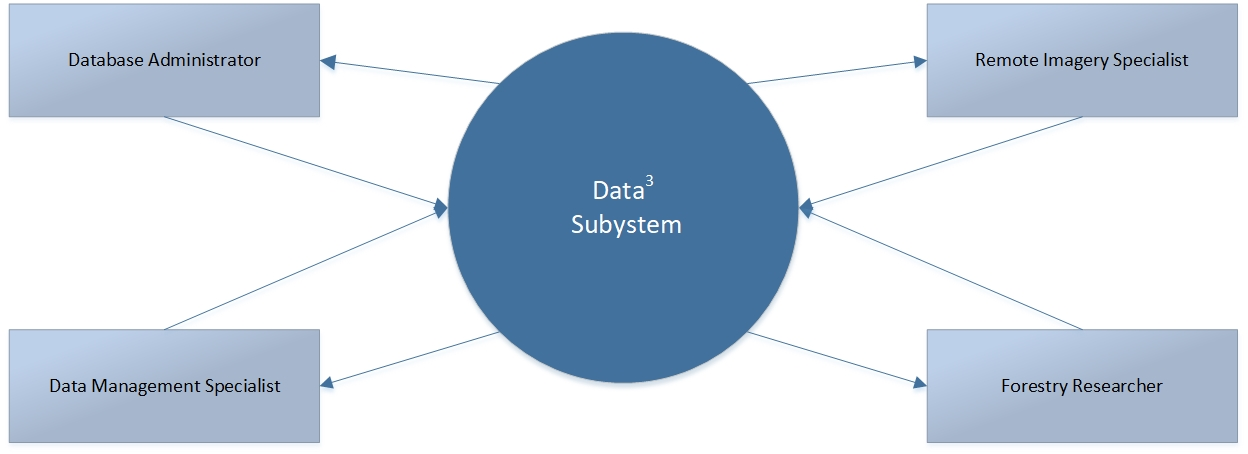 Database Administrator
Remote Imagery Specialist
Data³
Subystem
Data Management Specialist
Forestry Researcher